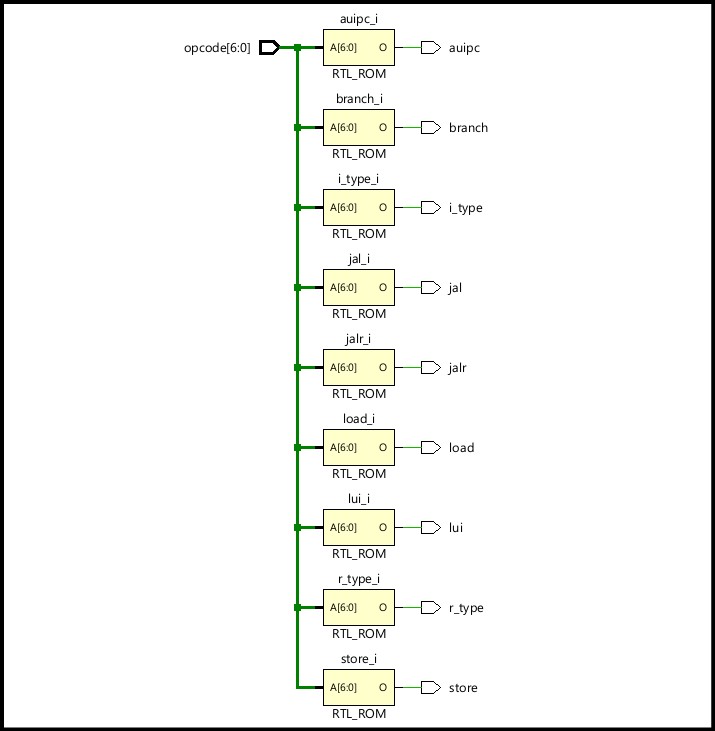 auipc_i
opcode[6:0] A[6:0] O auipc
RTL_ROM
branch_i
A[6:0] O branch
RTL_ROM
i_type_i
A[6:0] O i_type
RTL_ROM
jal_i
A[6:0] O jal
RTL_ROM
jalr_i
A[6:0] O jalr
RTL_ROM
load_i
A[6:0] O load
RTL_ROM
lui_i
A[6:0] O lui
RTL_ROM
r_type_i
A[6:0] O r_type
RTL_ROM
store_i
A[6:0] O store
RTL_ROM